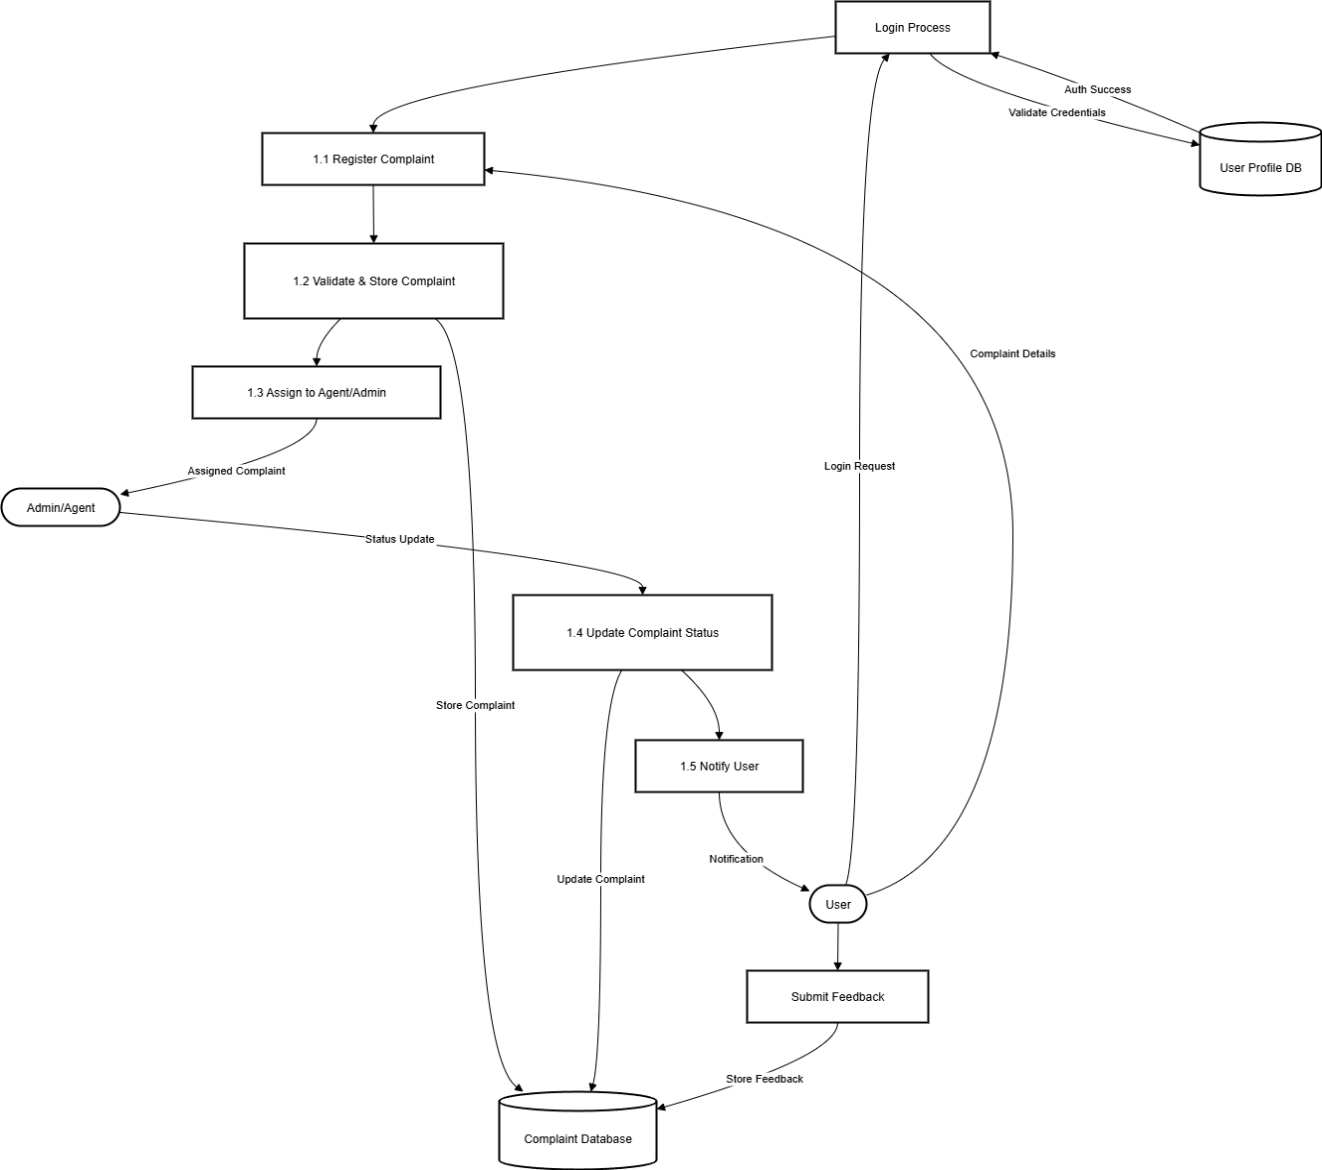 Login Process
Auth Success
Validate Credentials
User Profile DB
1.1 Register Complaint
1.2 Validate & Store Complaint
Complaint Details
1.3 Assign to Agent/Admin
Login Request
Assigned Complaint
Admin/Agent
Status Update
1.4 Update Complaint Status
Store Complaint
1.5 Notify User
Notification
Update Complaint
User
Submit Feedback
Store Feedback
Complaint Database